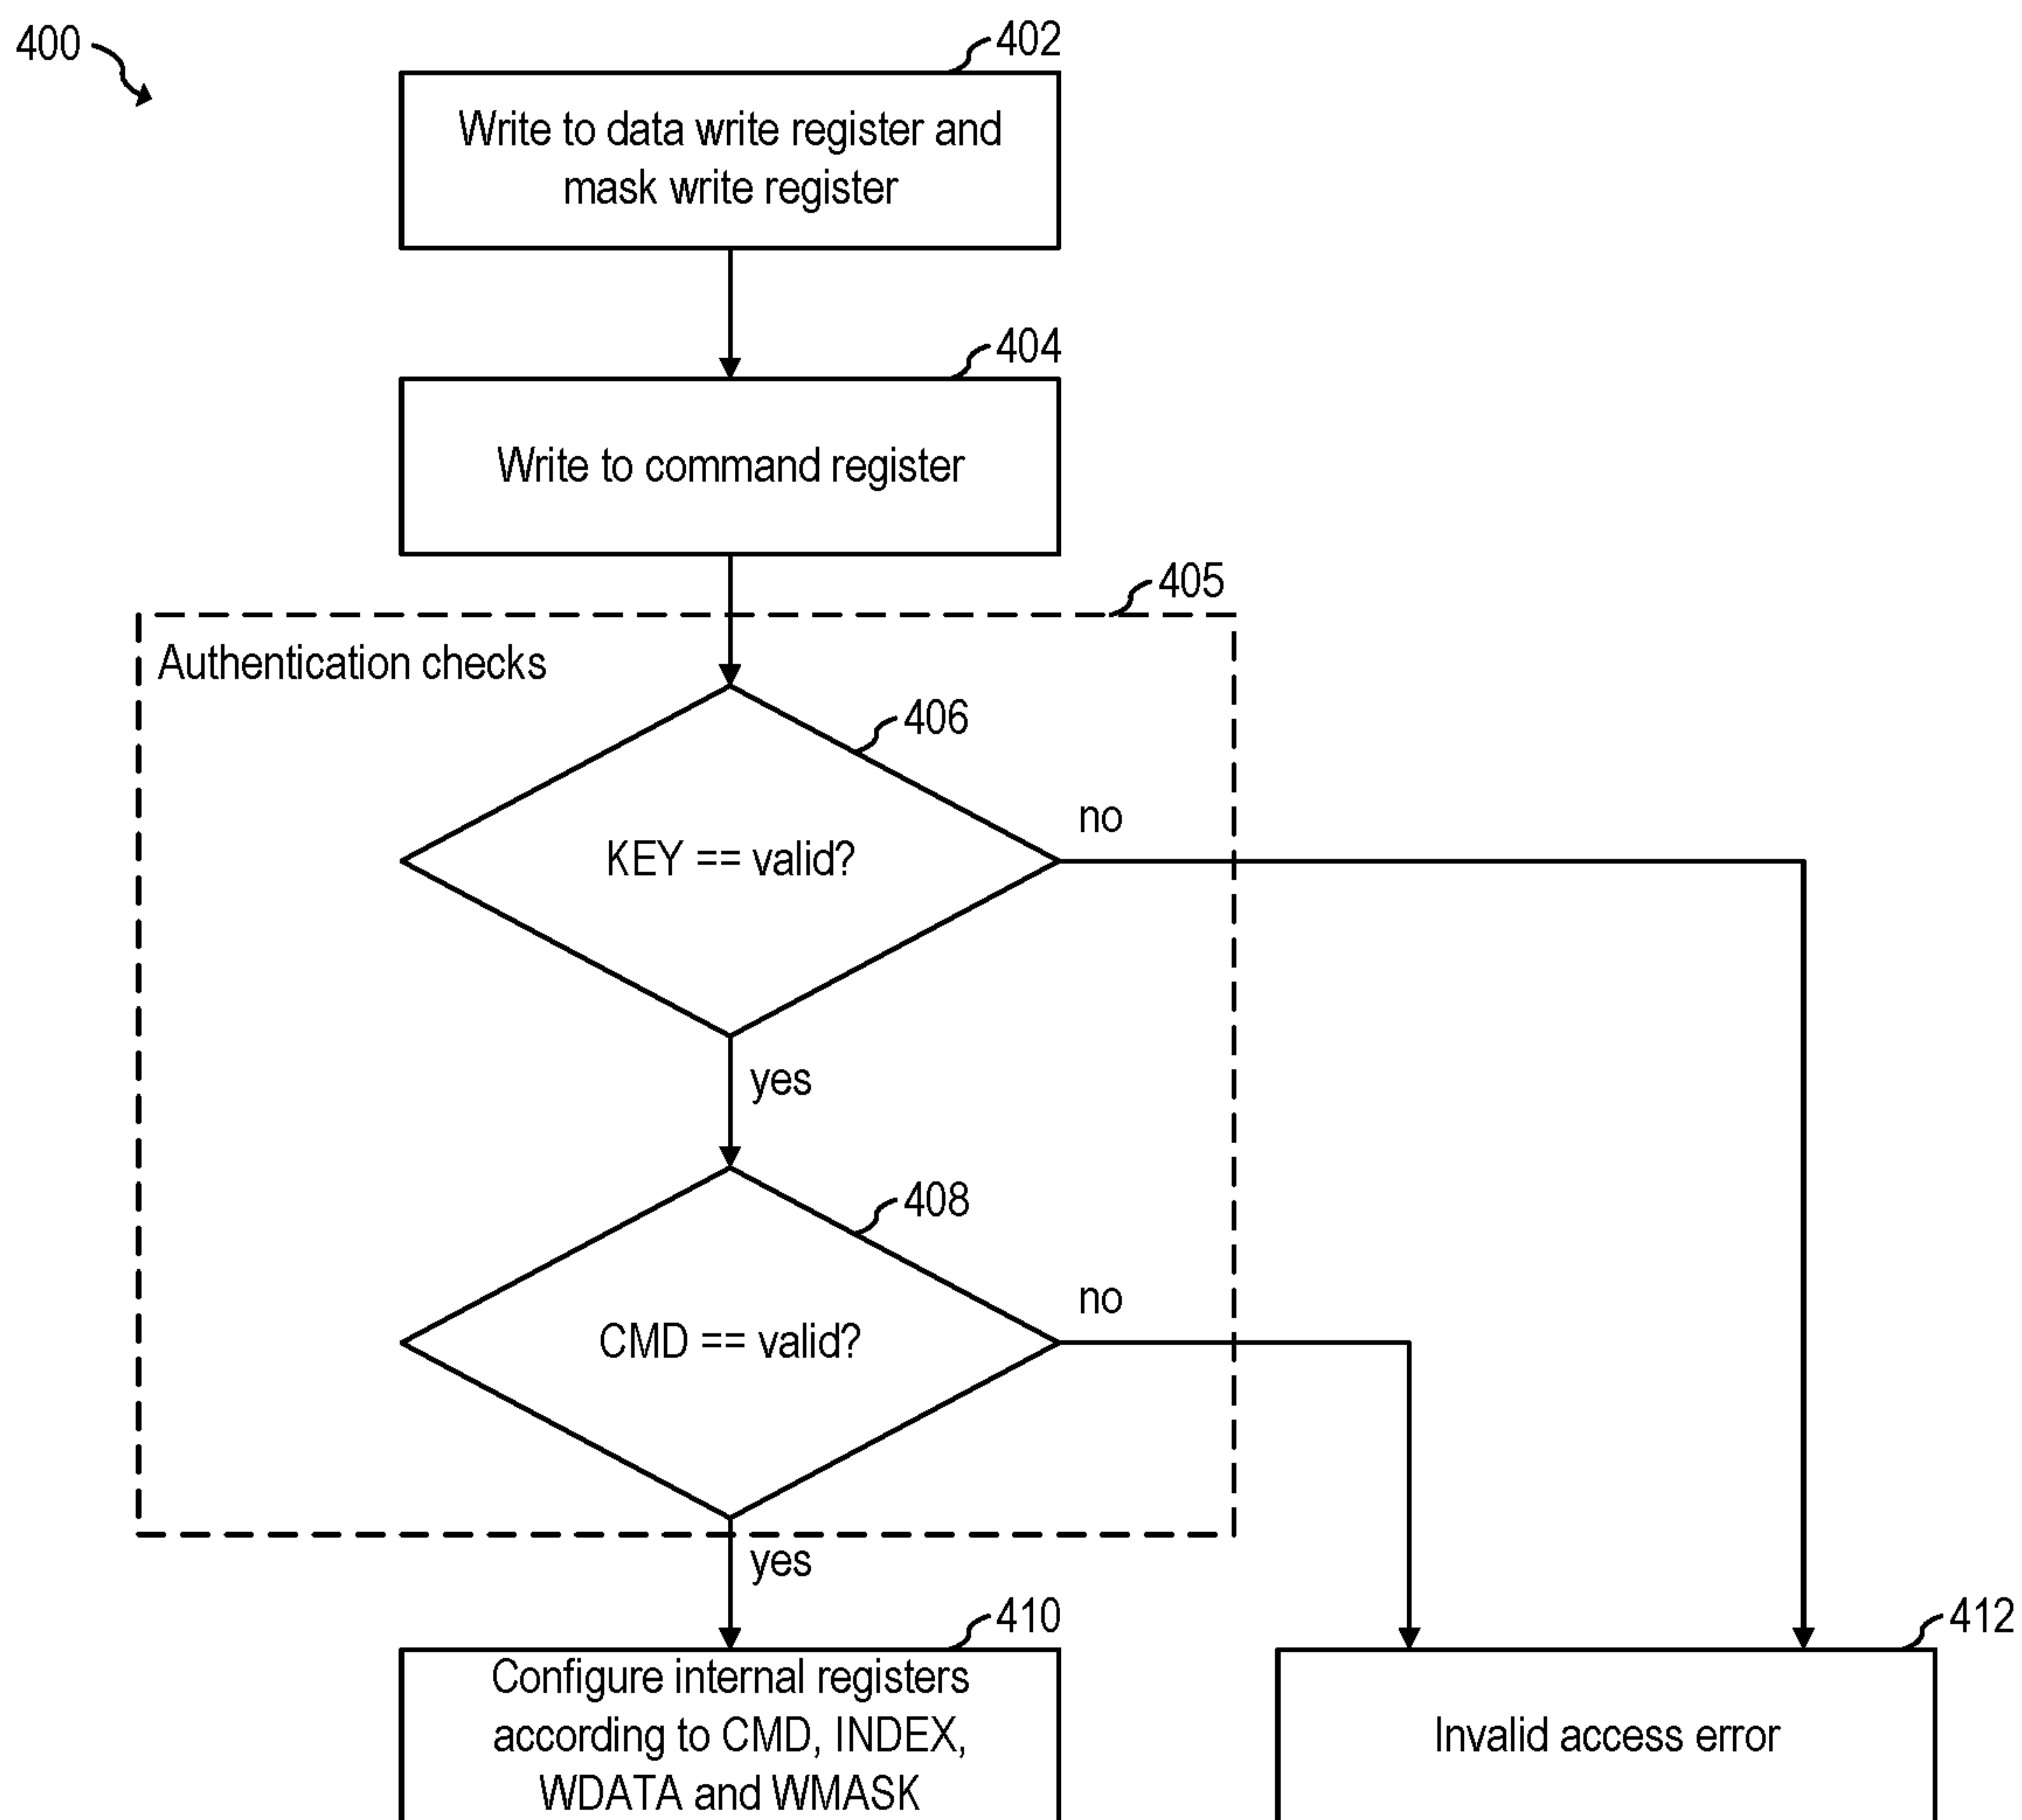 400
402
Write to data write register and
mask write register
404
Write to command register
405
Authentication checks
406
KEY == valid?
no
yes
408
CMD == valid?
no
yes
410
Configure internal registers
according to CMD, INDEX,
WDATA and WMASK
412
Invalid access error